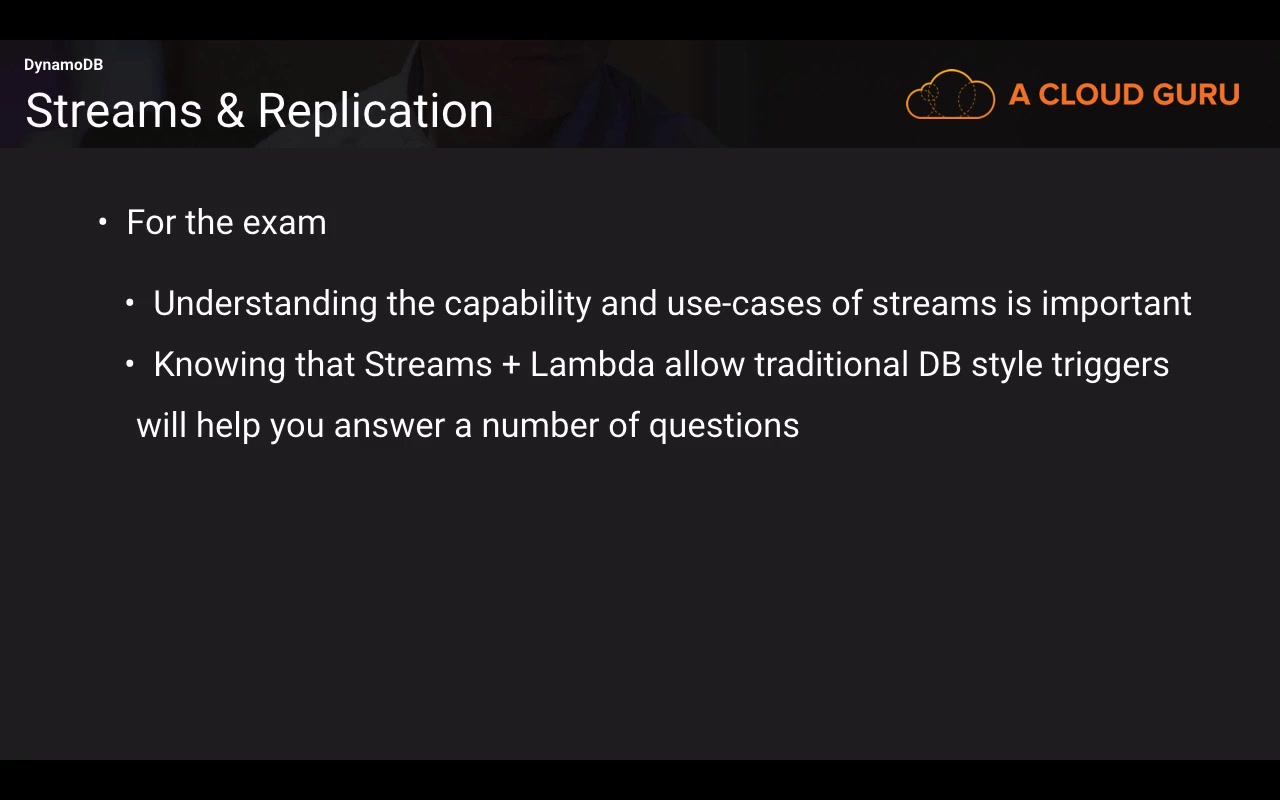 DynamoDB
Streams & Replication
A CLOUD GURU
• For the exam
• Understanding the capability and use-cases of streams is important
• Knowing that Streams + Lambda allow traditional DB style triggers
will help you answer a number of questions